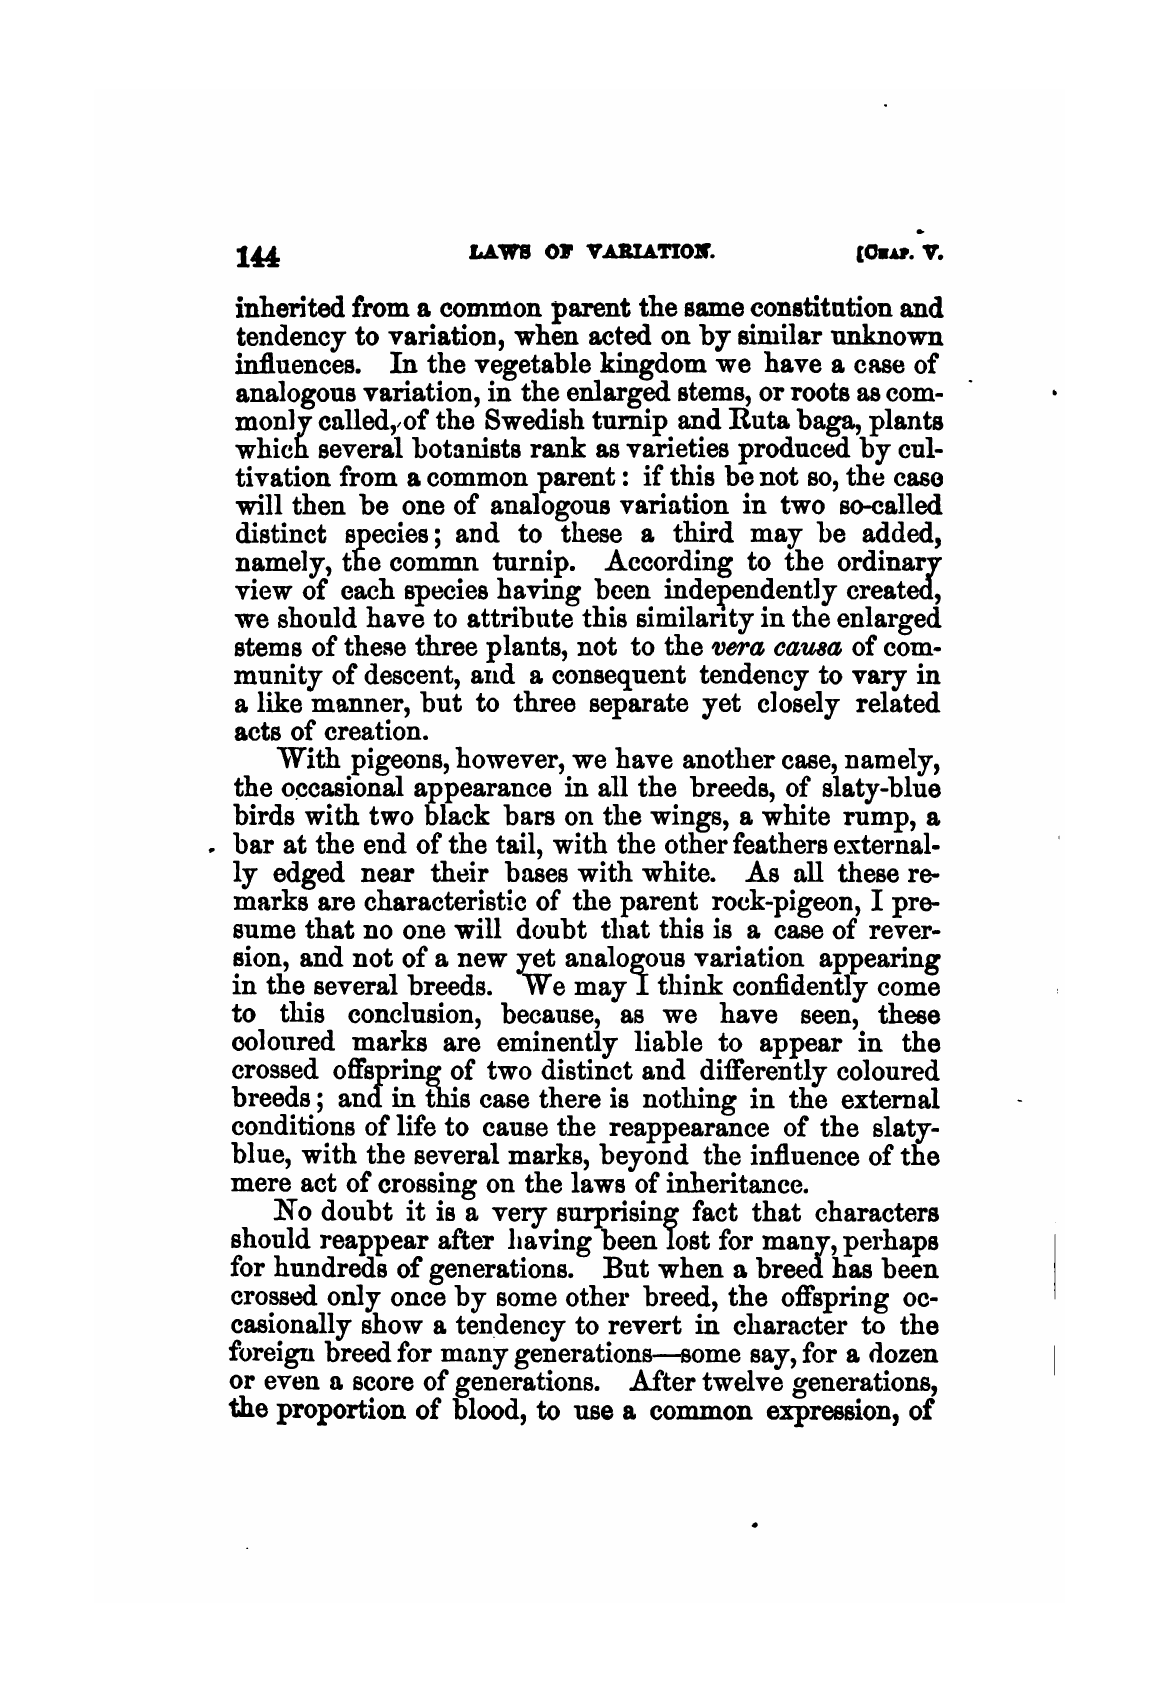 144 LAWS OF VARIATION. [CHAP. V.
inherited from a common parent the same constitution and
tendency to variation, when acted on by similar unknown
influences. In the vegetable kingdom we have a case of
analogous variation, in the enlarged stems, or roots as com-
monly called, of the Swedish turnip and Ruta baga, plants
which several botanists rank as varieties produced by cul-
tivation from a common parent: if this be not so, the case
will then be one of analogous variation in two so-called
distinct species; and to these a third may be added,
namely, the commn turnip. According to the ordinary
view of each species having been independently created,
we should have to attribute this similarity in the enlarged
stems of these three plants, not to the vera causa of com-
munity of descent, and a consequent tendency to vary in
a like manner, but to three separate yet closely related
acts of creation.
With pigeons, however, we have another case, namely,
the occasional appearance in all the breeds, of slaty-blue
birds with two black bars on the wings, a white rump, a
bar at the end of the tail, with the other feathers external-
ly edged near their bases with white. As all these re-
marks are characteristic of the parent rock-pigeon, I pre-
sume that no one will doubt that this is a case of rever-
sion, and not of a new yet analogous variation appearing
in the several breeds. We may I think confidently come
to this conclusion, because, as we have seen, these
coloured marks are eminently liable to appear in the
crossed offspring of two distinct and differently coloured
breeds; and in this case there is nothing in the external
conditions of life to cause the reappearance of the slaty-
blue, with the several marks, beyond the influence of the
mere act of crossing on the laws of inheritance.
No doubt it is a very surprising fact that characters
should reappear after having been lost for many, perhaps
for hundreds of generations. But when a breed has been
crossed only once by some other breed, the offspring oc-
casionally show a tendency to revert in character to the
foreign breed for many generations—some say, for a dozen
or even a score of generations. After twelve generations,
the proportion of blood, to use a common expression, of